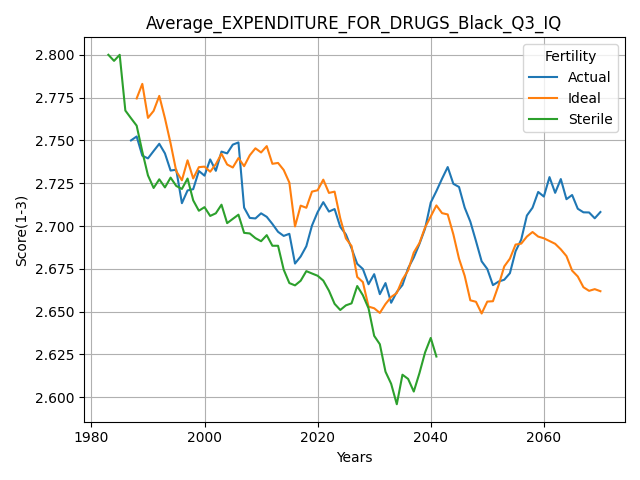 Average_EXPENDITURE_FOR_DRUGS_Black_Q3_IQ
Fertility
Actual
Ideal
Sterile
Score(1-3)
2.800
2.775
2.750
2.725
2.700
2.675
2.650
2.625
2.600
1980 2000 2020 2040 2060
Years